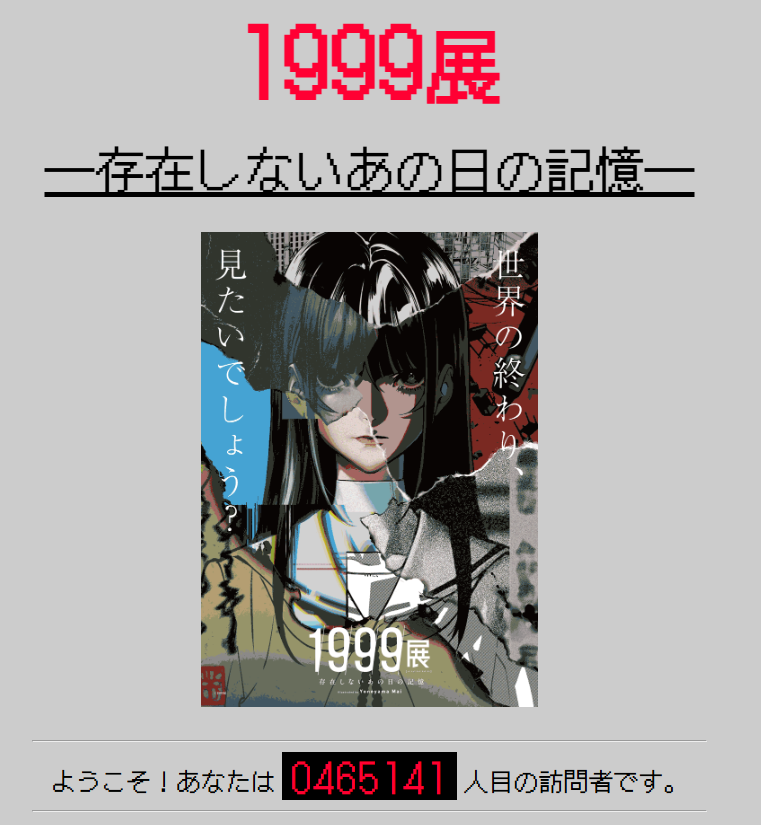 1999展
―存在しないあの日の記憶―
世界の終わり、
見たいでしょう?
1999展
存在しないあの日の記憶
Yoneyama Mai
ようこそ!あなたは 0465141 人目の訪問者です。